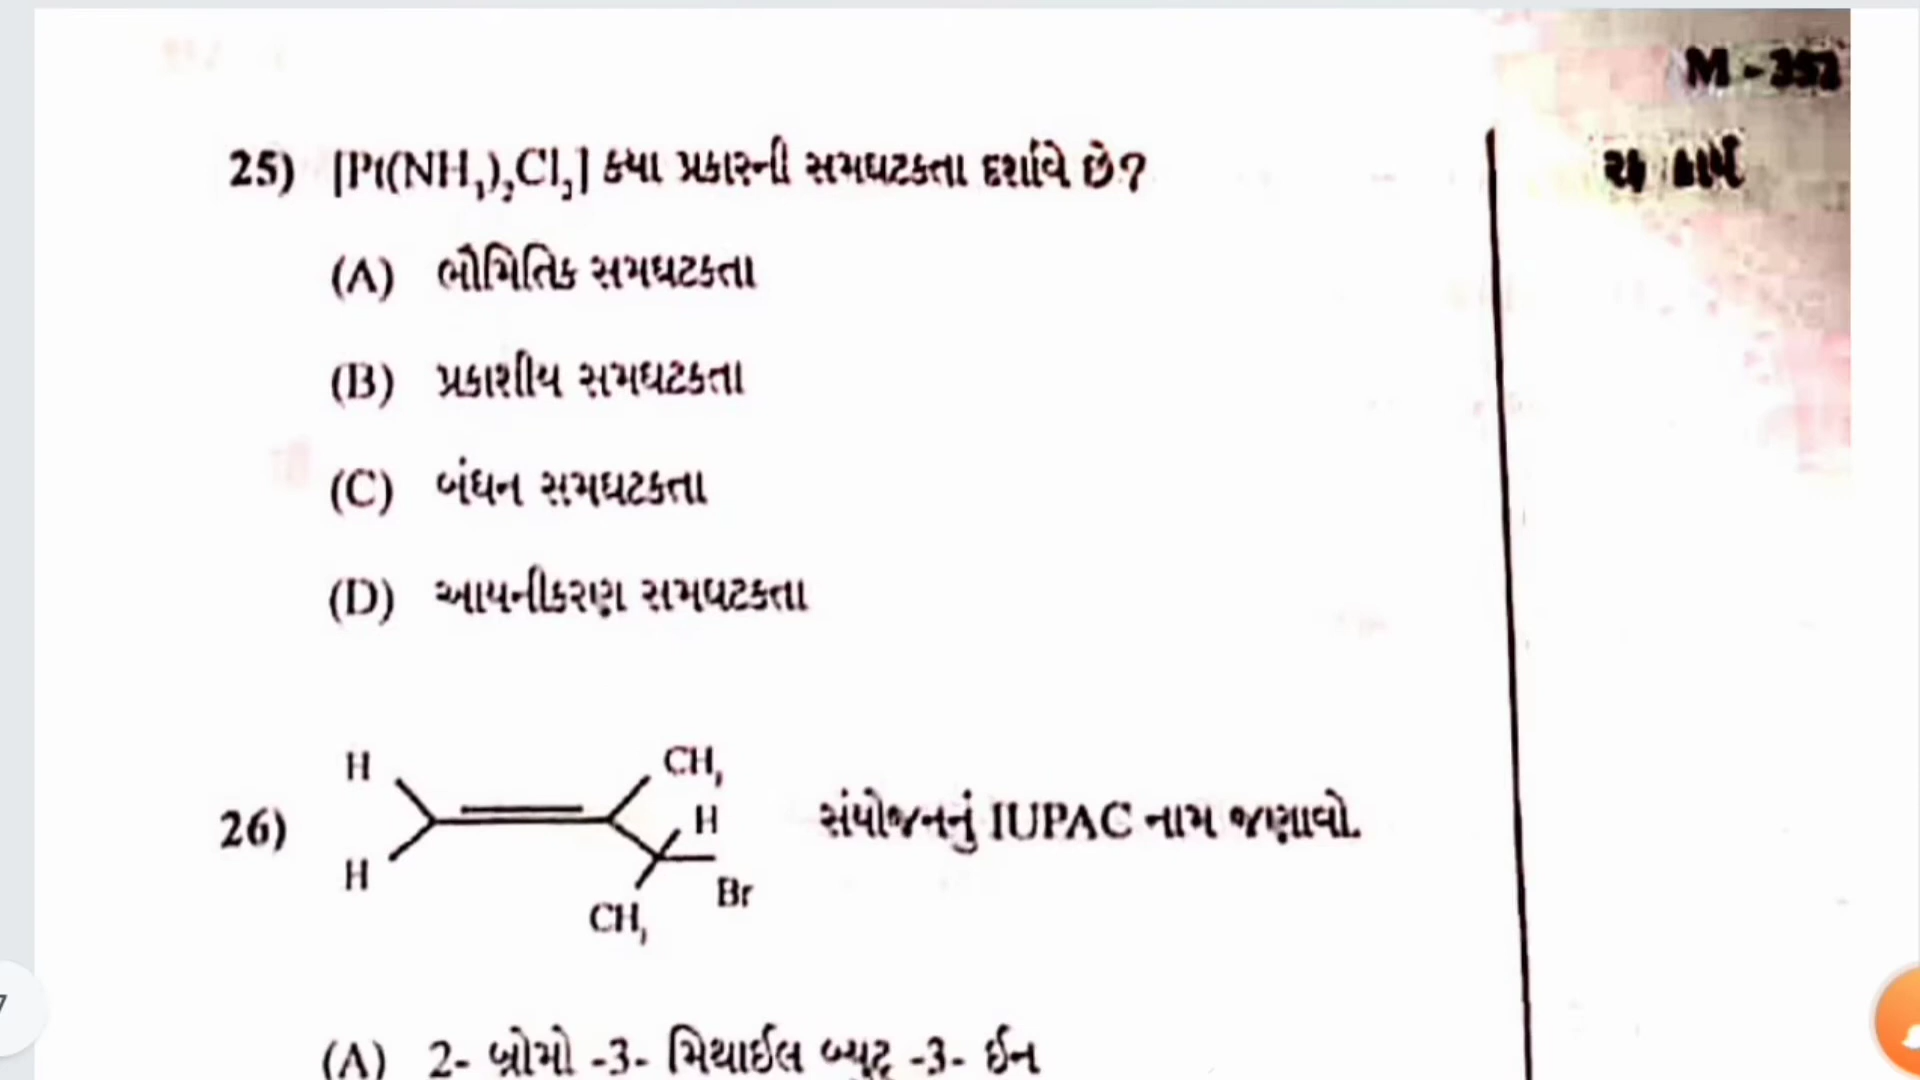 M - 352
25) [Pt(NH₃)₂Cl₂] કયા પ્રકારની સમઘટકતા દર્શાવે છે?
(A) ભૌમિતિક સમઘટકતા
(B) પ્રકાશીય સમઘટકતા
(C) બંધન સમઘટકતા
(D) આયનીકરણ સમઘટકતા
H CH₃
26) H સંયોજનનું IUPAC નામ જણાવો.
H Br
CH₃
(A) 2- બ્રોમો -3- મિથાઈલ બ્યુટ -3- ઈન
7